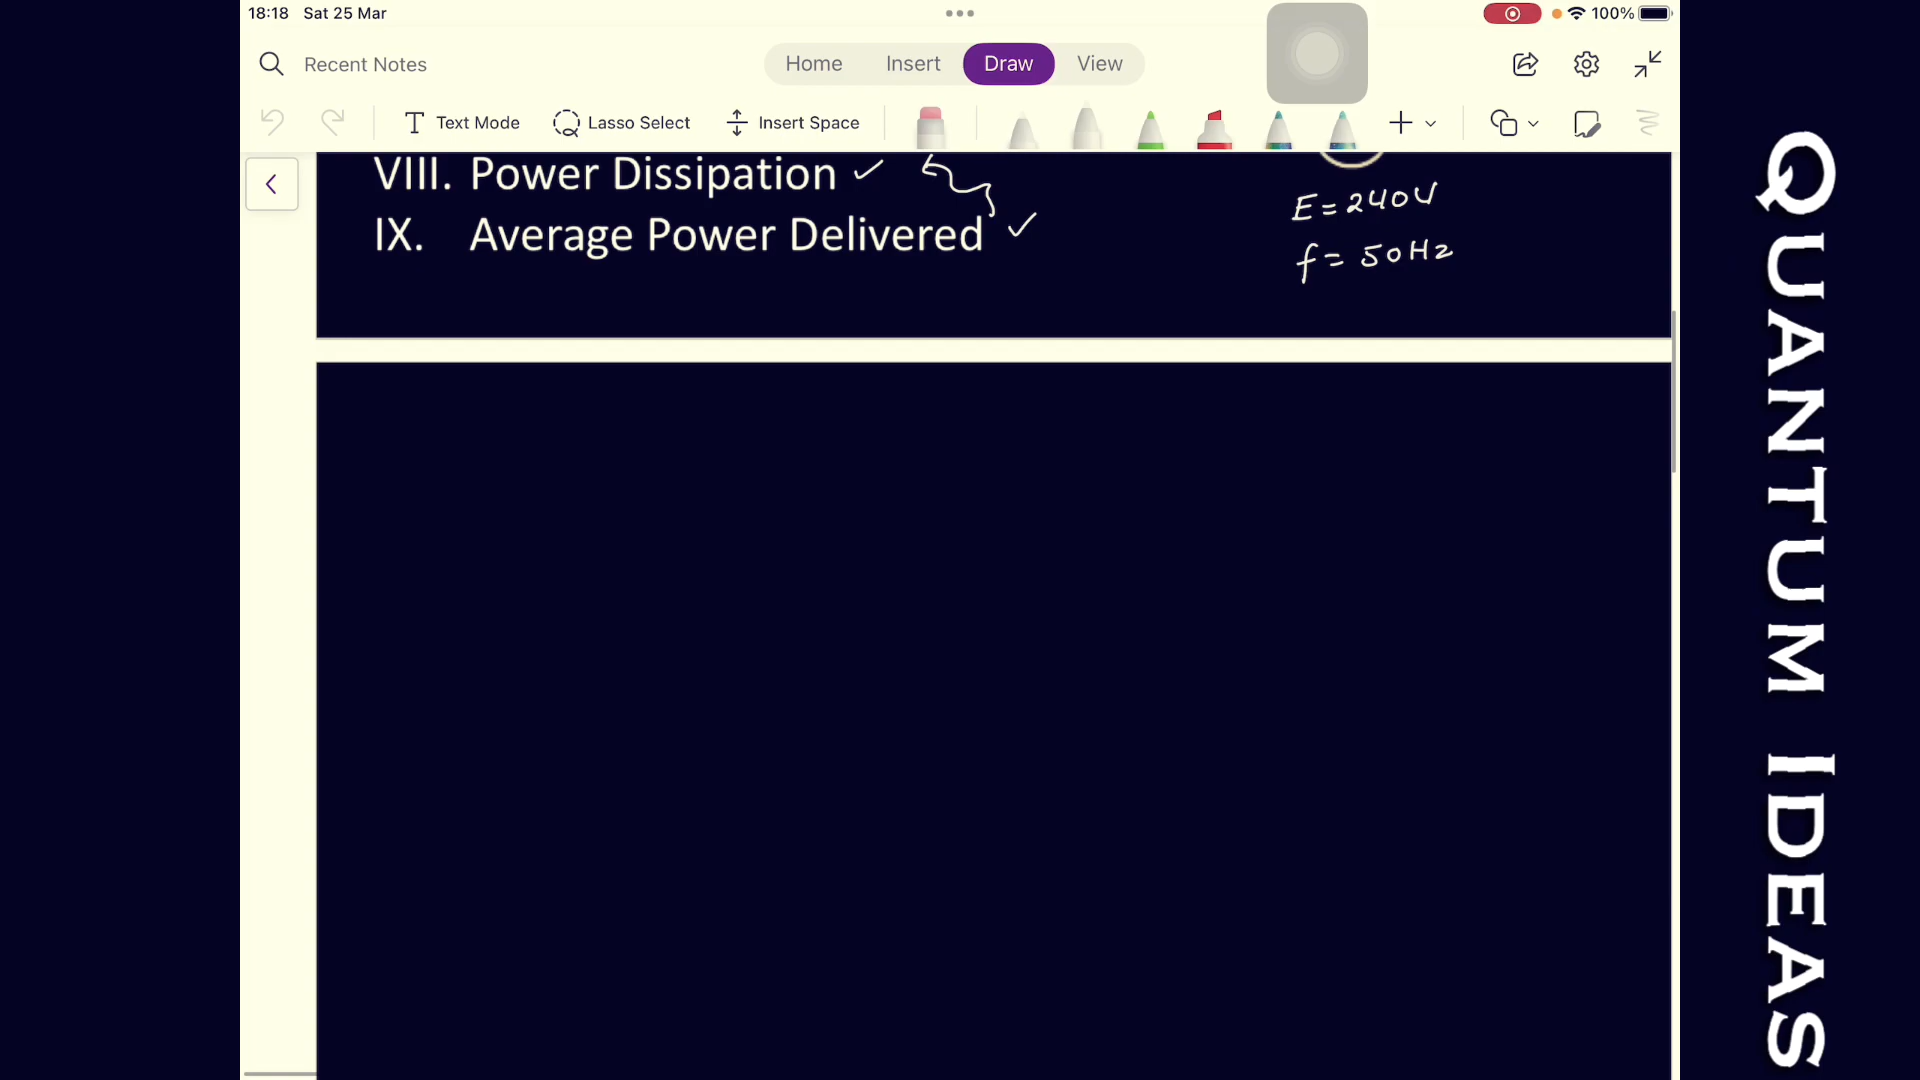 18:18 Sat 25 Mar
100%
Recent Notes
Home Insert Draw View
Text Mode Lasso Select Insert Space
VIII. Power Dissipation ✓
IX. Average Power Delivered ✓
E = 240V
f = 50Hz
QUANTUM IDEAS